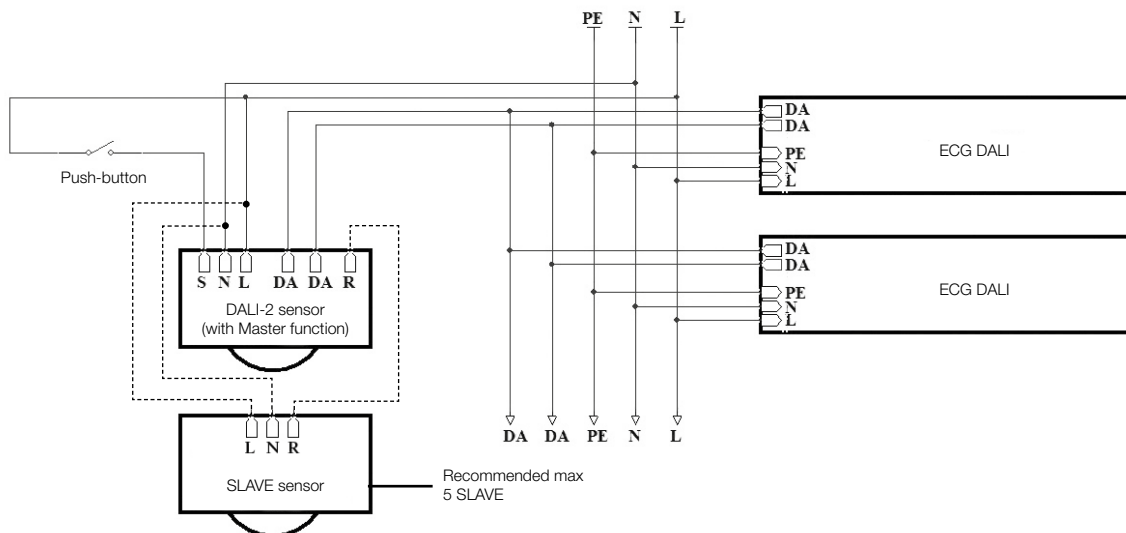 PE N L
DA
DA
PE
N
L
ECG DALI
Push-button
S N L DA DA R
DALI-2 sensor
(with Master function)
DA
DA
PE
N
L
ECG DALI
L N R
SLAVE sensor
DA DA PE N L
Recommended max
5 SLAVE